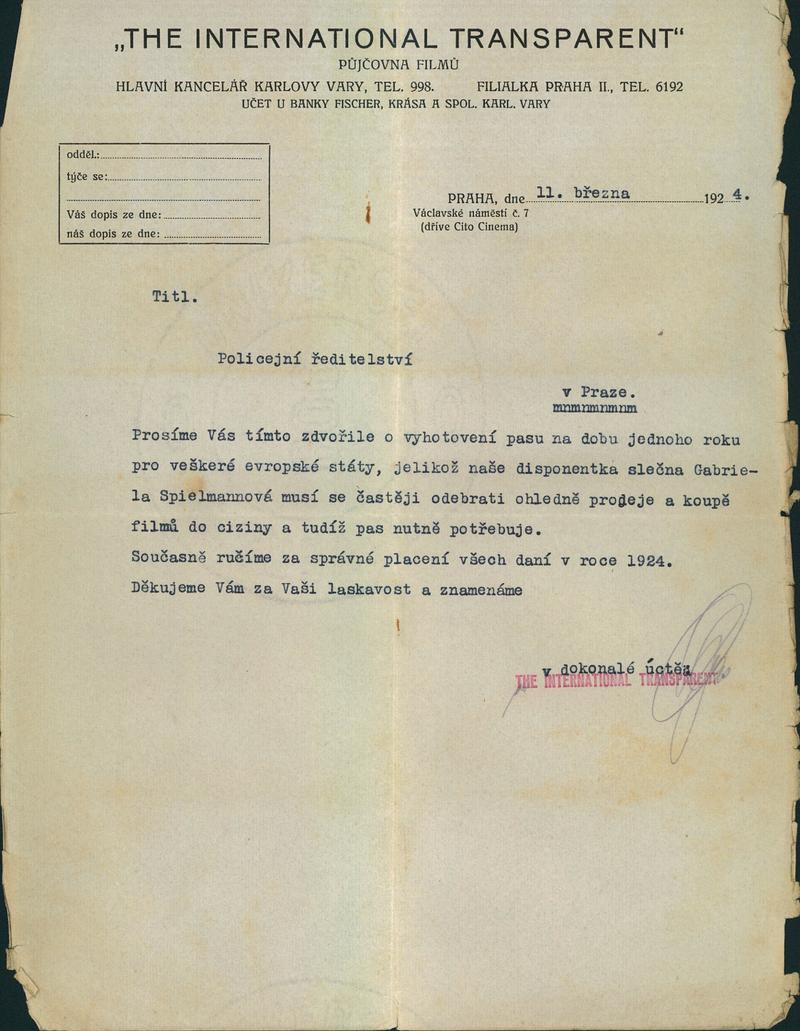 „THE INTERNATIONAL TRANSPARENT“
PŮJČOVNA FILMŮ
HLAVNÍ KANCELÁŘ KARLOVY VARY, TEL. 998. FILIALKA PRAHA II., TEL. 6192
UČET U BANKY FISCHER, KRÁSA A SPOL. KARL. VARY
odděl.:
týče se:
Váš dopis ze dne:
náš dopis ze dne:
PRAHA, dne 11. března 1924.
Václavské náměstí č. 7
(dříve Cito Cinema)
Titl.
Policejní ředitelství
v Praze.
mnmnmnmnmnm
Prosíme Vás tímto zdvořile o vyhotovení pasu na dobu jednoho roku
pro veškeré evropské státy, jelikož naše disponentka slečna Gabrie-
la Spielmannová musí se častěji odebrati ohledně prodeje a koupě
filmů do ciziny a tudíž pas nutně potřebuje.
Současně ručíme za správné placení všech daní v roce 1924.
Děkujeme Vám za Vaši laskavost a znamenáme
v dokonalé úctě
THE INTERNATIONAL TRANSPARENT